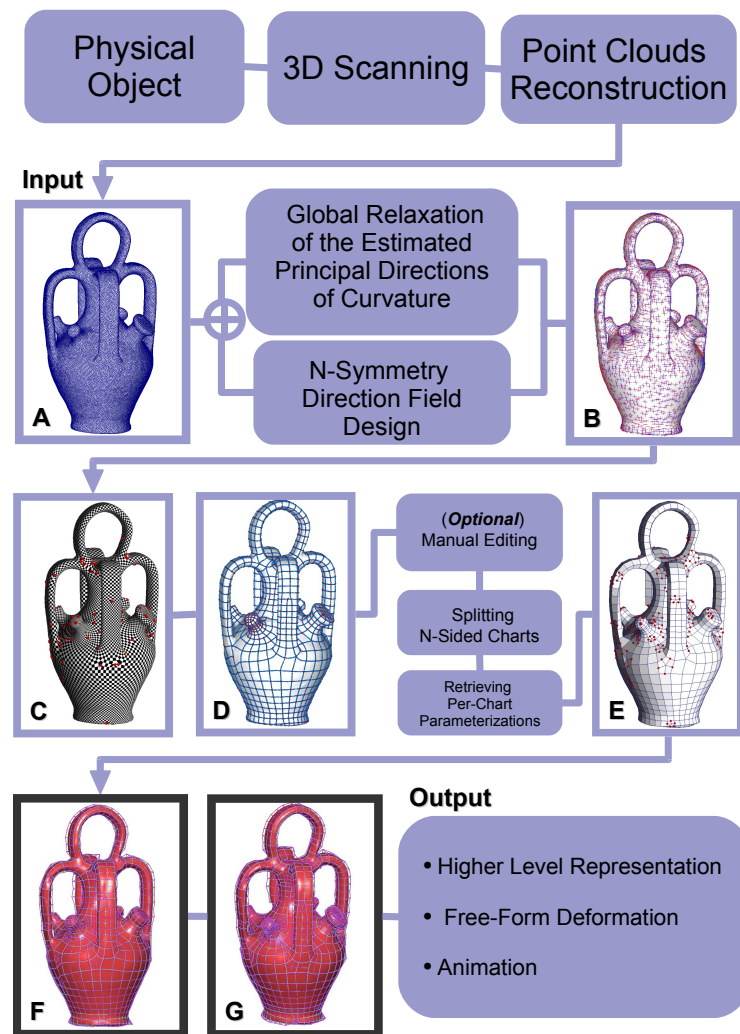 Physical
Object
3D Scanning
Point Clouds
Reconstruction
Input
A
Global Relaxation
of the Estimated
Principal Directions
of Curvature
N-Symmetry
Direction Field
Design
B
C
D
(Optional)
Manual Editing
Splitting
N-Sided Charts
Retrieving
Per-Chart
Parameterizations
E
F
G
Output
• Higher Level Representation
• Free-Form Deformation
• Animation